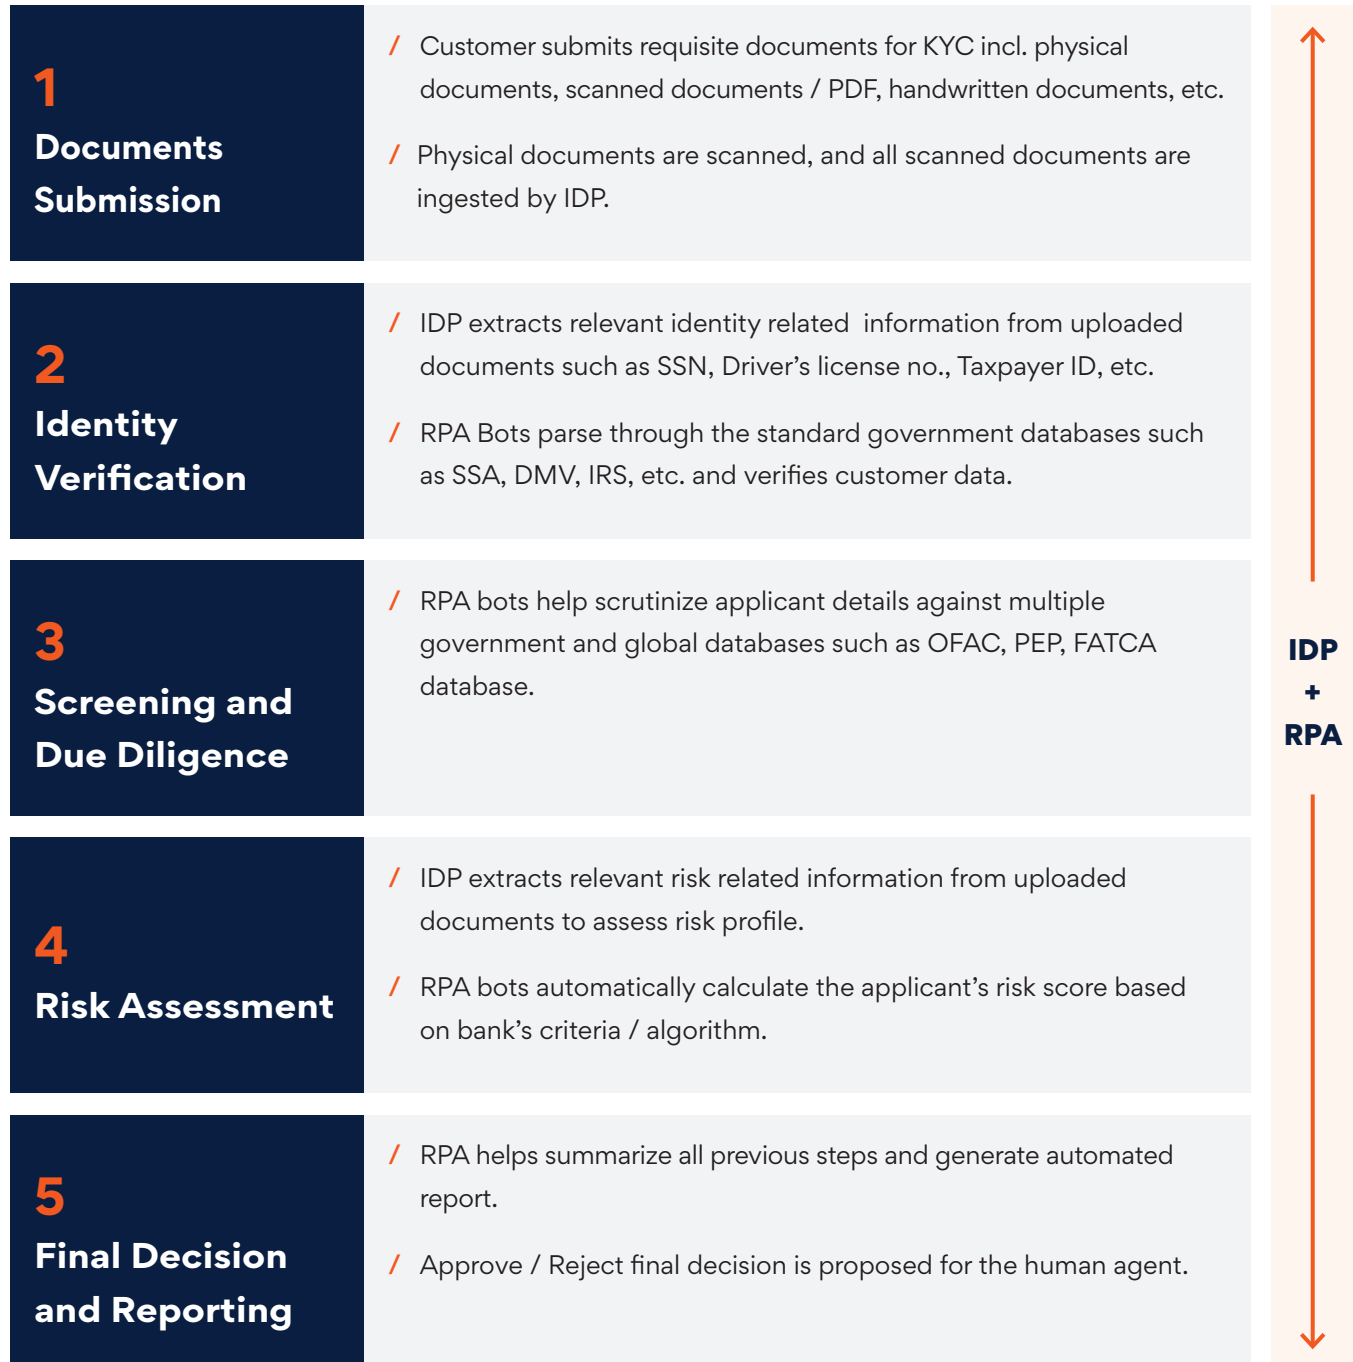 1
Documents
Submission
/ Customer submits requisite documents for KYC incl. physical
documents, scanned documents / PDF, handwritten documents, etc.
/ Physical documents are scanned, and all scanned documents are
ingested by IDP.
2
Identity
Verification
/ IDP extracts relevant identity related  information from uploaded
documents such as SSN, Driver’s license no., Taxpayer ID, etc.
/ RPA Bots parse through the standard government databases such
as SSA, DMV, IRS, etc. and verifies customer data.
3
Screening and
Due Diligence
/ RPA bots help scrutinize applicant details against multiple
government and global databases such as OFAC, PEP, FATCA
database.
4
Risk Assessment
/ IDP extracts relevant risk related information from uploaded
documents to assess risk profile.
/ RPA bots automatically calculate the applicant’s risk score based
on bank’s criteria / algorithm.
5
Final Decision
and Reporting
/ RPA helps summarize all previous steps and generate automated
report.
/ Approve / Reject final decision is proposed for the human agent.
IDP
+
RPA